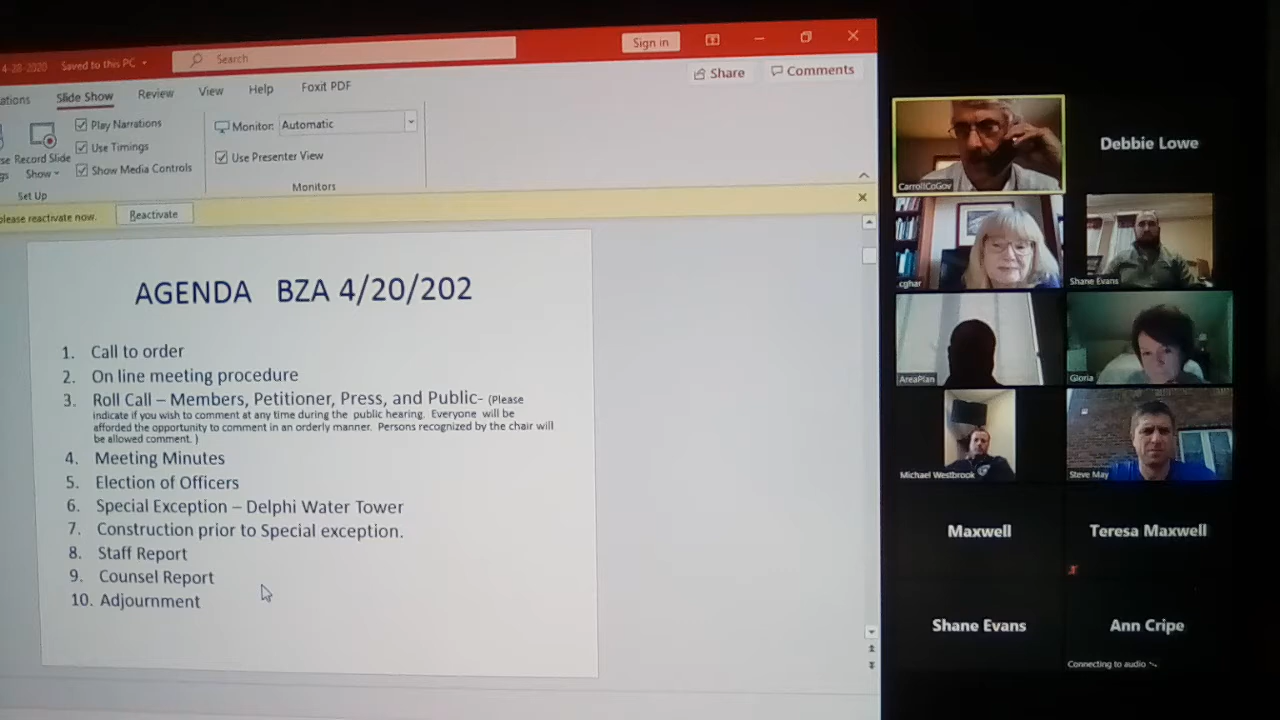 4-20-2020 Saved to this PC
Search
Sign in
ations Slide Show Review View Help Foxit PDF
Share Comments
Play Narrations
Use Timings
Show Media Controls
se Record Slide
gs Show
Set Up
Monitor: Automatic
Use Presenter View
Monitors
please reactivate now. Reactivate
AGENDA BZA 4/20/202
1. Call to order
2. On line meeting procedure
3. Roll Call – Members, Petitioner, Press, and Public- (Please
indicate if you wish to comment at any time during the public hearing. Everyone will be
afforded the opportunity to comment in an orderly manner. Persons recognized by the chair will
be allowed comment. )
4. Meeting Minutes
5. Election of Officers
6. Special Exception – Delphi Water Tower
7. Construction prior to Special exception.
8. Staff Report
9. Counsel Report
10. Adjournment
CarrollCoGov
Debbie Lowe
cghar
Shane Evans
AreaPlan
Gloria
Michael Westbrook
Steve May
Maxwell
Teresa Maxwell
Shane Evans
Ann Cripe
Connecting to audio